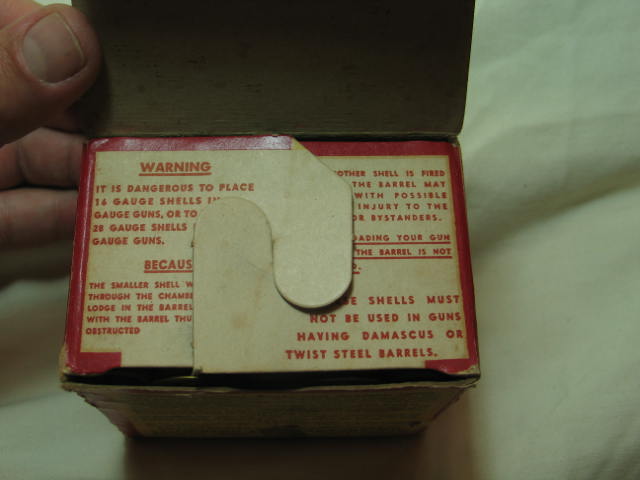 WARNING
IT IS DANGEROUS TO PLACE
16 GAUGE SHELLS
GAUGE GUNS, OR TO
28 GAUGE SHELLS
GAUGE GUNS.
BECAUS
THE SMALLER SHELL W
THROUGH THE CHAMB
LODGE IN THE BARREL
WITH THE BARREL THU
OBSTRUCTED
OTHER SHELL IS FIRED
THE BARREL MAY
WITH POSSIBLE
INJURY TO THE
OR BYSTANDERS.
OADING YOUR GUN
THE BARREL IS NOT
D.
SE SHELLS MUST
NOT BE USED IN GUNS
HAVING DAMASCUS OR
TWIST STEEL BARRELS.